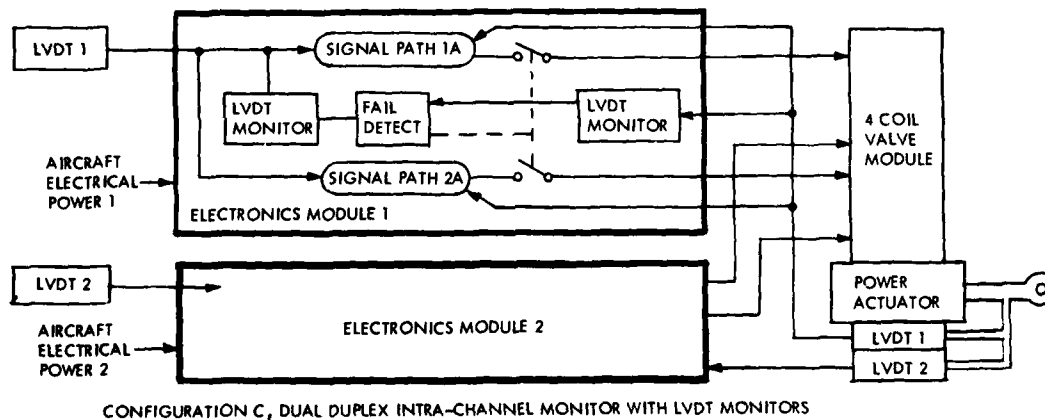 LVDT 1
SIGNAL PATH 1A
LVDT
MONITOR
FAIL
DETECT
LVDT
MONITOR
4 COIL
VALVE
MODULE
AIRCRAFT
ELECTRICAL
POWER 1
SIGNAL PATH 2A
ELECTRONICS MODULE 1
LVDT 2
POWER
ACTUATOR
ELECTRONICS MODULE 2
AIRCRAFT
ELECTRICAL
POWER 2
LVDT 1
LVDT 2
CONFIGURATION C, DUAL DUPLEX INTRA-CHANNEL MONITOR WITH LVDT MONITORS